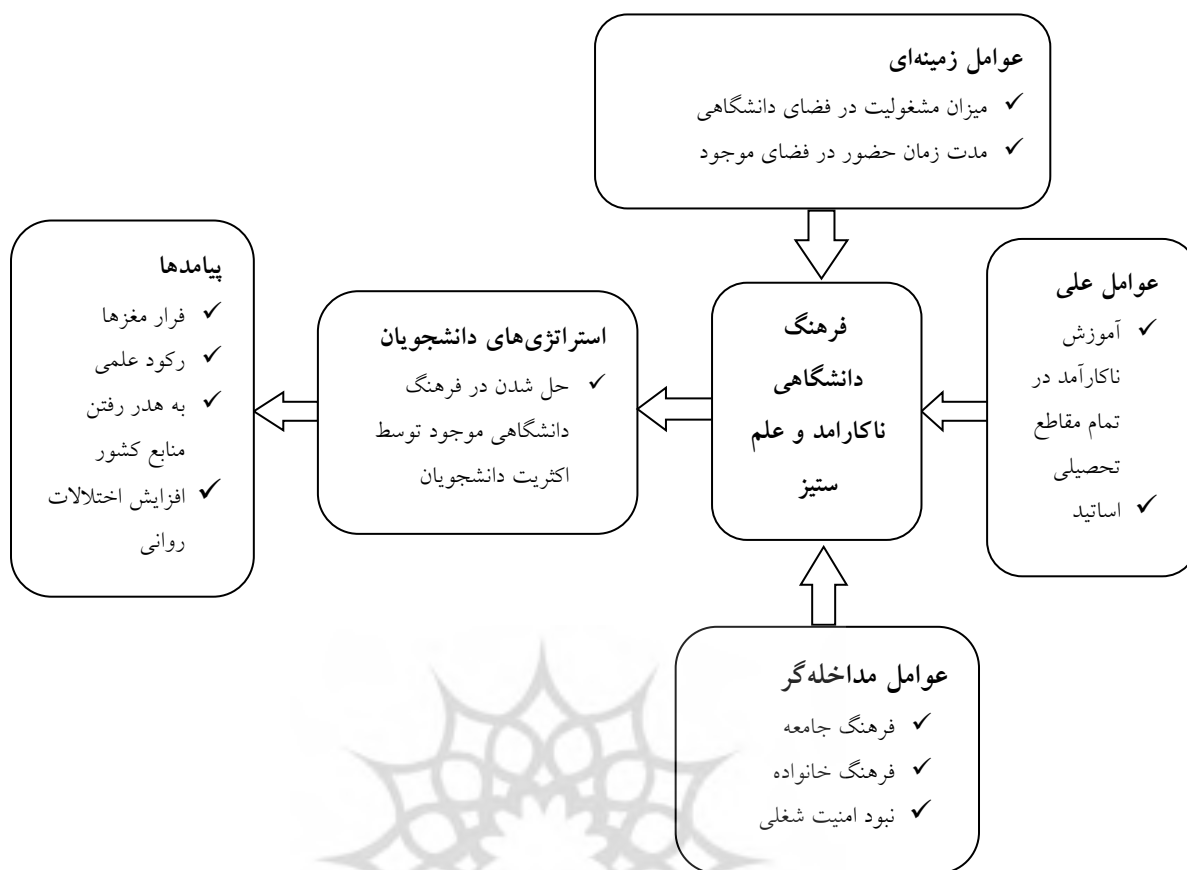 عوامل زمینه‌ای
✓ میزان مشغولیت در فضای دانشگاهی
✓ مدت زمان حضور در فضای موجود
عوامل علی
✓ آموزش
ناکارآمد در
تمام مقاطع
تحصیلی
✓ اساتید
فرهنگ
دانشگاهی
ناکارامد و علم
ستیز
استراتژی‌های دانشجویان
✓ حل شدن در فرهنگ
دانشگاهی موجود توسط
اکثریت دانشجویان
پیامدها
✓ فرار مغزها
✓ رکود علمی
✓ به هدر رفتن
منابع کشور
✓ افزایش اختلالات
روانی
عوامل مداخله‌گر
✓ فرهنگ جامعه
✓ فرهنگ خانواده
✓ نبود امنیت شغلی